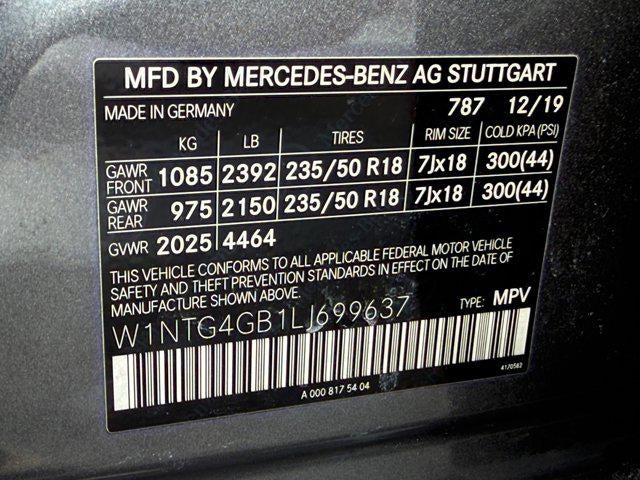 MFD BY MERCEDES-BENZ AG STUTTGART
MADE IN GERMANY 787 12/19
KG LB TIRES RIM SIZE COLD KPA(PSI)
GAWR FRONT 1085 2392 235/50 R18 7Jx18 300(44)
GAWR REAR 975 2150 235/50 R18 7Jx18 300(44)
GVWR 2025 4464
THIS VEHICLE CONFORMS TO ALL APPLICABLE FEDERAL MOTOR VEHICLE
SAFETY AND THEFT PREVENTION STANDARDS IN EFFECT ON THE DATE OF
MANUFACTURE SHOWN ABOVE.
W1NTG4GB1LJ699637 TYPE: MPV
4170562
A 000 817 54 04